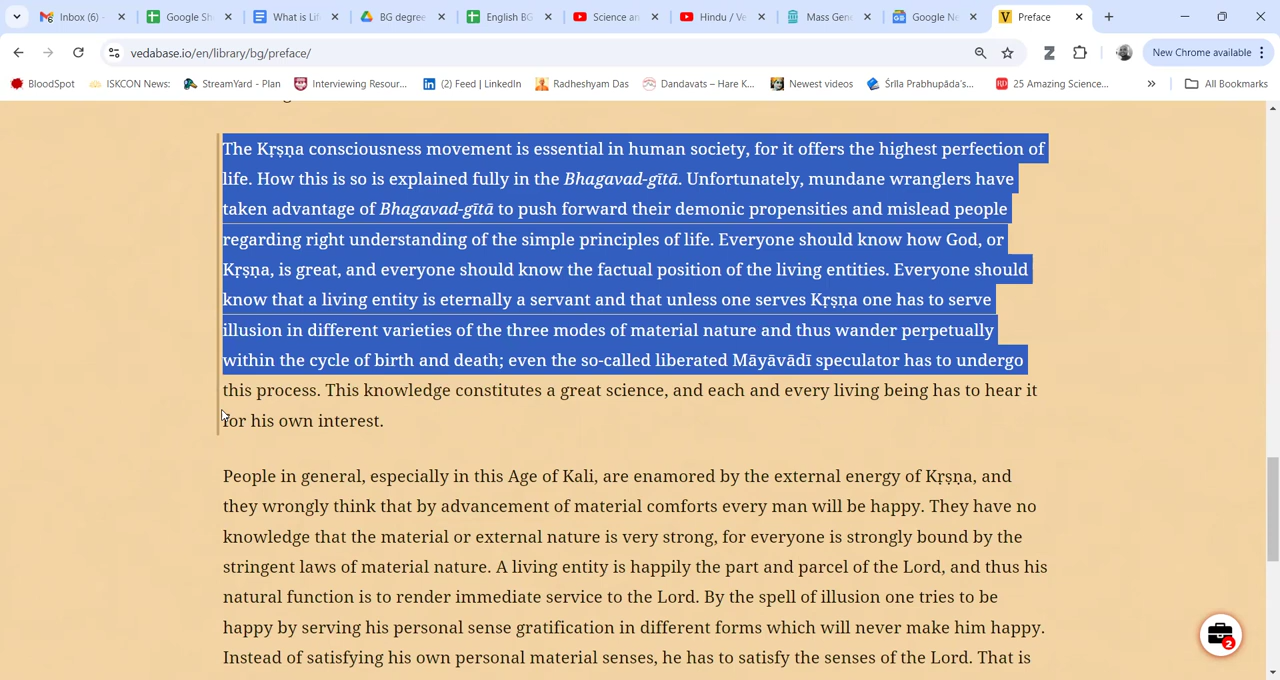 Inbox (6) -
Google Sh
What is Lif
BG degree
English BG
Science an
Hindu / Ve
Mass Gen
Google Ne
Preface
vedabase.io/en/library/bg/preface/
New Chrome available
BloodSpot
ISKCON News:
StreamYard - Plan
Interviewing Resour...
(2) Feed | LinkedIn
Radheshyam Das
Dandavats – Hare K...
Newest videos
Śrīla Prabhupāda's...
25 Amazing Science...
All Bookmarks
The Kṛṣṇa consciousness movement is essential in human society, for it offers the highest perfection of
life. How this is so is explained fully in the Bhagavad-gītā. Unfortunately, mundane wranglers have
taken advantage of Bhagavad-gītā to push forward their demonic propensities and mislead people
regarding right understanding of the simple principles of life. Everyone should know how God, or
Kṛṣṇa, is great, and everyone should know the factual position of the living entities. Everyone should
know that a living entity is eternally a servant and that unless one serves Kṛṣṇa one has to serve
illusion in different varieties of the three modes of material nature and thus wander perpetually
within the cycle of birth and death; even the so-called liberated Māyāvādī speculator has to undergo
this process. This knowledge constitutes a great science, and each and every living being has to hear it
for his own interest.
People in general, especially in this Age of Kali, are enamored by the external energy of Kṛṣṇa, and
they wrongly think that by advancement of material comforts every man will be happy. They have no
knowledge that the material or external nature is very strong, for everyone is strongly bound by the
stringent laws of material nature. A living entity is happily the part and parcel of the Lord, and thus his
natural function is to render immediate service to the Lord. By the spell of illusion one tries to be
happy by serving his personal sense gratification in different forms which will never make him happy.
Instead of satisfying his own personal material senses, he has to satisfy the senses of the Lord. That is
2